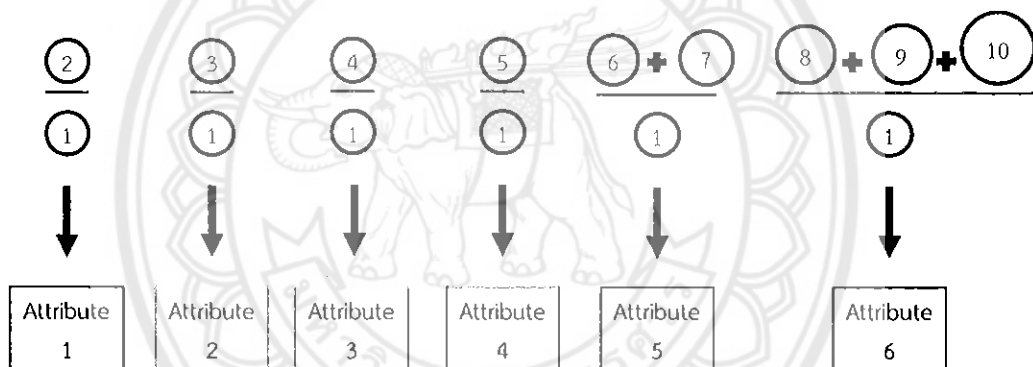 2 3 4 5 6 + 7 8 + 9 + 10
1 1 1 1 1 1
Attribute Attribute Attribute Attribute Attribute Attribute
1 2 3 4 5 6